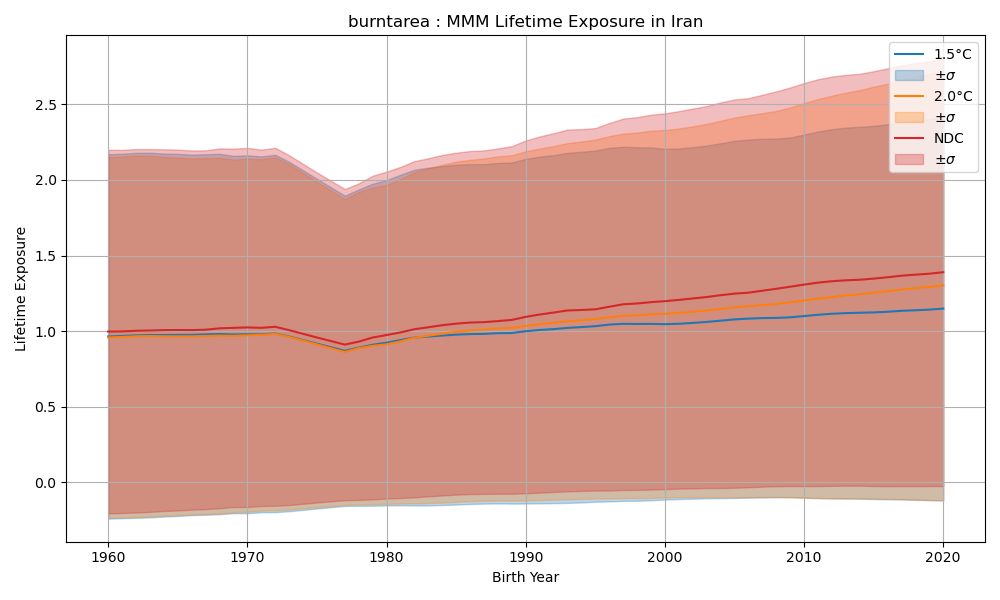 burntarea : MMM Lifetime Exposure in Iran
1.5°C
±σ
2.0°C
±σ
NDC
±σ
Lifetime Exposure
2.5
2.0
1.5
1.0
0.5
0.0
1960 1970 1980 1990 2000 2010 2020
Birth Year